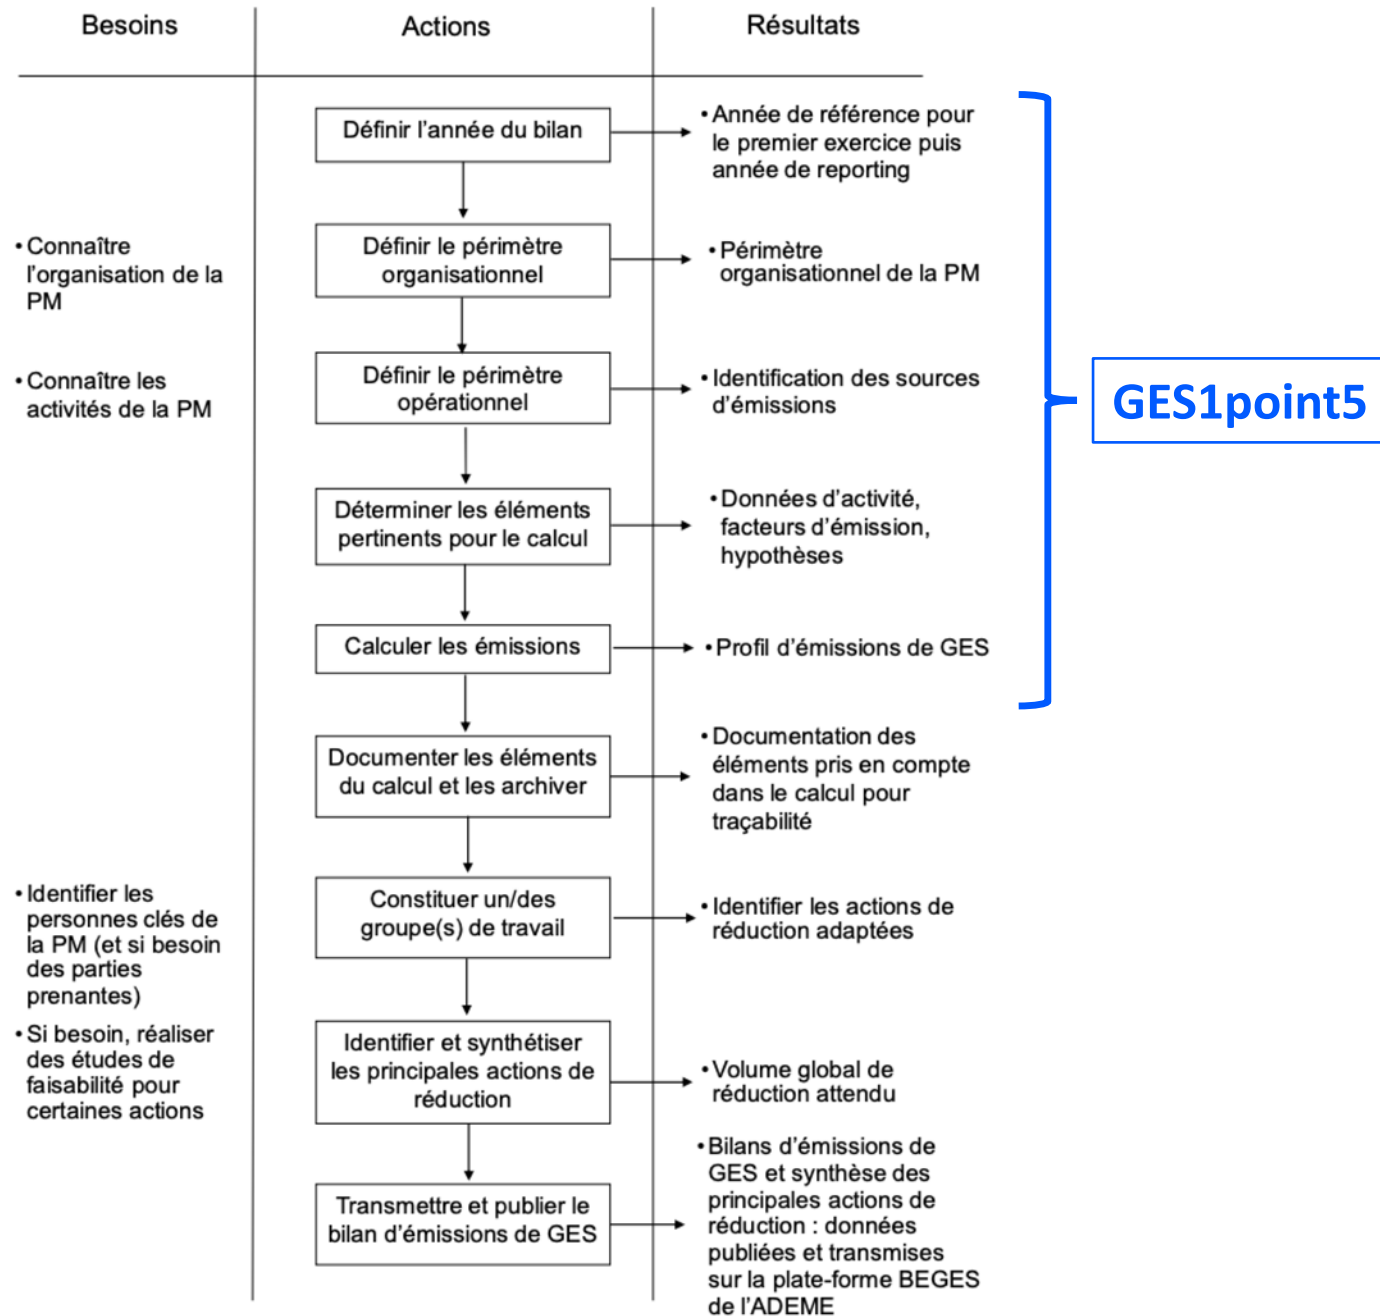 Besoins
Actions
Résultats
Définir l'année du bilan
• Année de référence pour
le premier exercice puis
année de reporting
• Connaître
l'organisation de la
PM
Définir le périmètre
organisationnel
• Périmètre
organisationnel de la PM
• Connaître les
activités de la PM
Définir le périmètre
opérationnel
• Identification des sources
d'émissions
GES1point5
Déterminer les éléments
pertinents pour le calcul
• Données d'activité,
facteurs d'émission,
hypothèses
Calculer les émissions
• Profil d'émissions de GES
Documenter les éléments
du calcul et les archiver
• Documentation des
éléments pris en compte
dans le calcul pour
traçabilité
• Identifier les
personnes clés de
la PM (et si besoin
des parties
prenantes)
Constituer un/des
groupe(s) de travail
• Identifier les actions de
réduction adaptées
• Si besoin, réaliser
des études de
faisabilité pour
certaines actions
Identifier et synthétiser
les principales actions de
réduction
• Volume global de
réduction attendu
Transmettre et publier le
bilan d'émissions de GES
• Bilans d'émissions de
GES et synthèse des
principales actions de
réduction : données
publiées et transmises
sur la plate-forme BEGES
de l'ADEME